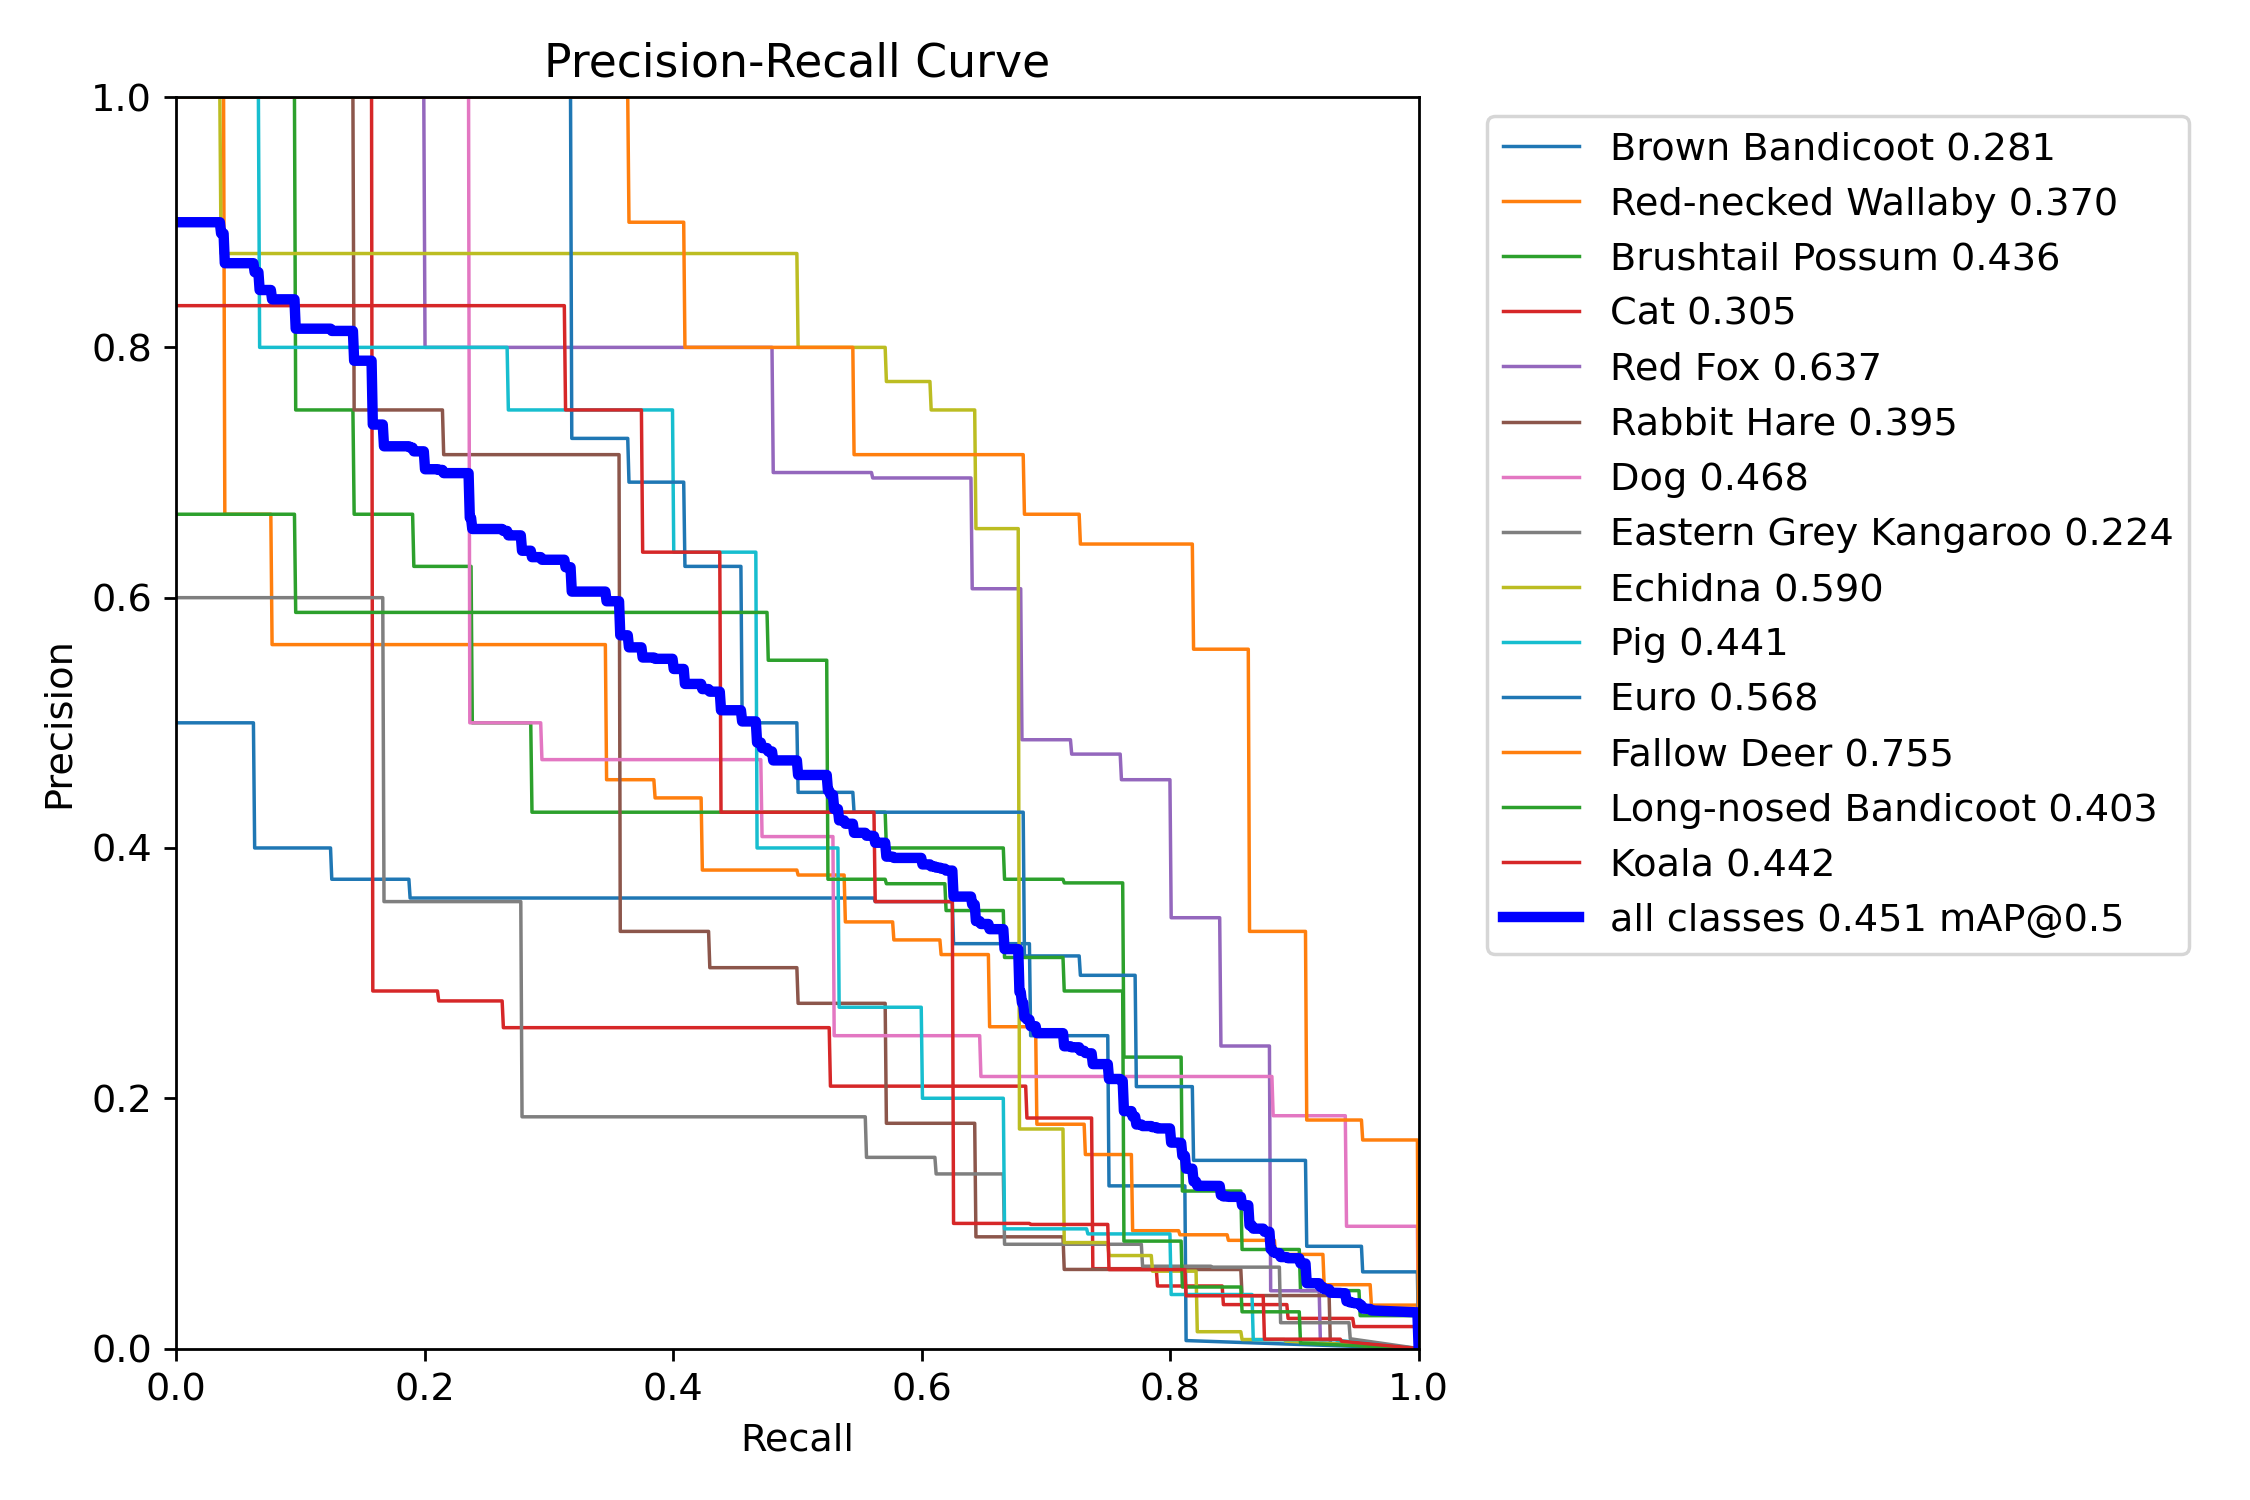 Precision-Recall Curve
1.0
0.8
0.6
0.4
0.2
0.0
Precision
0.0 0.2 0.4 0.6 0.8 1.0
Recall
Brown Bandicoot 0.281
Red-necked Wallaby 0.370
Brushtail Possum 0.436
Cat 0.305
Red Fox 0.637
Rabbit Hare 0.395
Dog 0.468
Eastern Grey Kangaroo 0.224
Echidna 0.590
Pig 0.441
Euro 0.568
Fallow Deer 0.755
Long-nosed Bandicoot 0.403
Koala 0.442
all classes 0.451 mAP@0.5